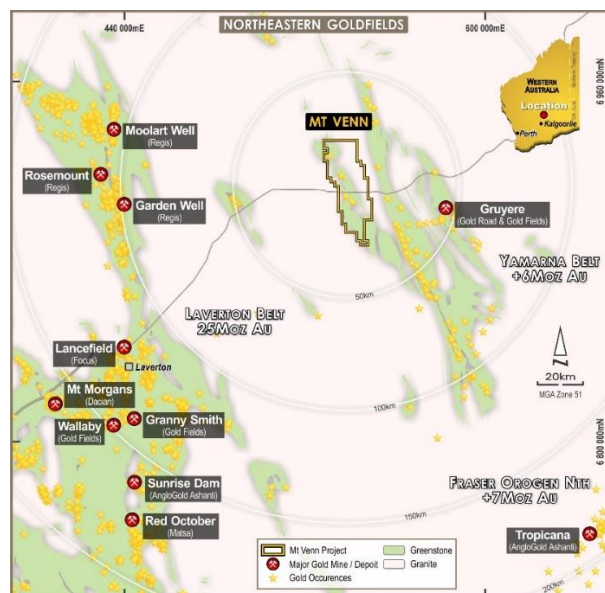 440 000mE
NORTHEASTERN GOLDFIELDS
600 000mE
6 960 000mN
WESTERN
AUSTRALIA
Location
Kalgoorlie
Perth
MT VENN
Moolart Well
(Regis)
Rosemount
(Regis)
Garden Well
(Regis)
Gruyere
(Gold Road & Gold Fields)
YAMARNA BELT
+6MOZ AU
50km
LAVERTON BELT
25MOZ AU
Lancefield
(Focus)
Laverton
Mt Morgans
(Dacian)
Wallaby
(Gold Fields)
Granny Smith
(Gold Fields)
N
20km
MGA Zone 51
100km
6 800 000mN
Sunrise Dam
(AngloGold Ashanti)
FRASER OROGEN NTH
+7MOZ AU
Red October
(Matsa)
150km
Tropicana
(AngloGold Ashanti)
200km
Mt Venn Project
Greenstone
Major Gold Mine / Deposit
Granite
Gold Occurences